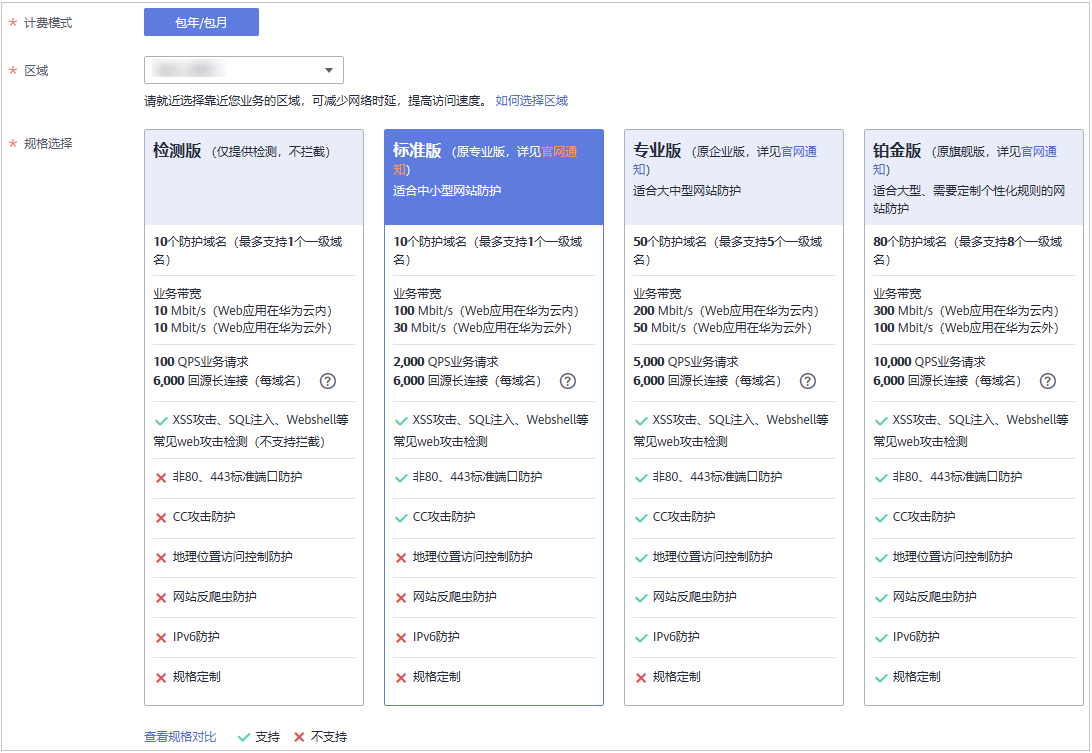 * 计费模式
包年/包月
* 区域
请就近选择靠近您业务的区域，可减少网络时延，提高访问速度。 如何选择区域
* 规格选择
检测版 （仅提供检测，不拦截）
10个防护域名（最多支持1个一级域
名）
业务带宽
10 Mbit/s（Web应用在华为云内）
10 Mbit/s（Web应用在华为云外）
100 QPS业务请求
6,000 回源长连接（每域名） ?
XSS攻击、SQL注入、Webshell等
常见web攻击检测（不支持拦截）
非80、443标准端口防护
CC攻击防护
地理位置访问控制防护
网站反爬虫防护
IPv6防护
规格定制
标准版 （原专业版，详见官网通
知）
适合中小型网站防护
10个防护域名（最多支持1个一级域
名）
业务带宽
100 Mbit/s（Web应用在华为云内）
30 Mbit/s（Web应用在华为云外）
2,000 QPS业务请求
6,000 回源长连接（每域名） ?
XSS攻击、SQL注入、Webshell等
常见web攻击检测
非80、443标准端口防护
CC攻击防护
地理位置访问控制防护
网站反爬虫防护
IPv6防护
规格定制
专业版 （原企业版，详见官网通
知）
适合大中型网站防护
50个防护域名（最多支持5个一级域
名）
业务带宽
200 Mbit/s（Web应用在华为云内）
50 Mbit/s（Web应用在华为云外）
5,000 QPS业务请求
6,000 回源长连接（每域名） ?
XSS攻击、SQL注入、Webshell等
常见web攻击检测
非80、443标准端口防护
CC攻击防护
地理位置访问控制防护
网站反爬虫防护
IPv6防护
规格定制
铂金版 （原旗舰版，详见官网通
知）
适合大型、需要定制个性化规则的网
站防护
80个防护域名（最多支持8个一级域
名）
业务带宽
300 Mbit/s（Web应用在华为云内）
100 Mbit/s（Web应用在华为云外）
10,000 QPS业务请求
6,000 回源长连接（每域名） ?
XSS攻击、SQL注入、Webshell等
常见web攻击检测
非80、443标准端口防护
CC攻击防护
地理位置访问控制防护
网站反爬虫防护
IPv6防护
规格定制
查看规格对比 支持 不支持